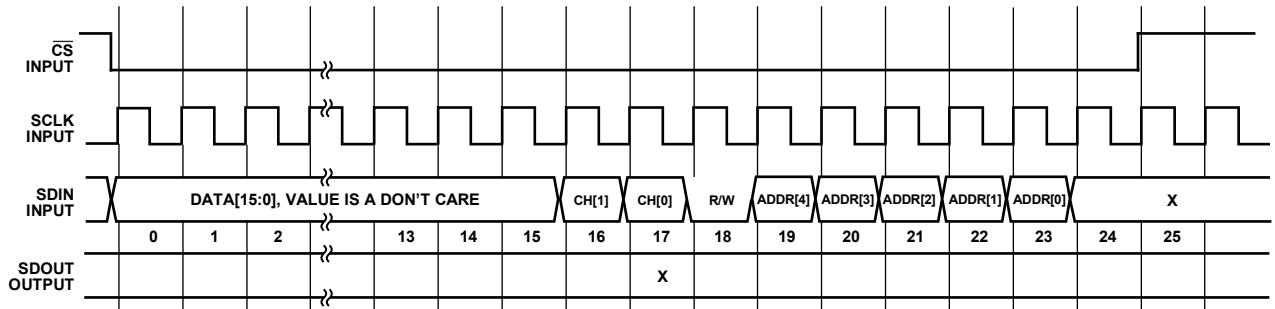 CS
INPUT
SCLK
INPUT
SDIN
INPUT
DATA[15:0], VALUE IS A DON'T CARE CH[1] CH[0] R/W ADDR[4] ADDR[3] ADDR[2] ADDR[1] ADDR[0] X
0 1 2 13 14 15 16 17 18 19 20 21 22 23 24 25
SDOUT
OUTPUT
X